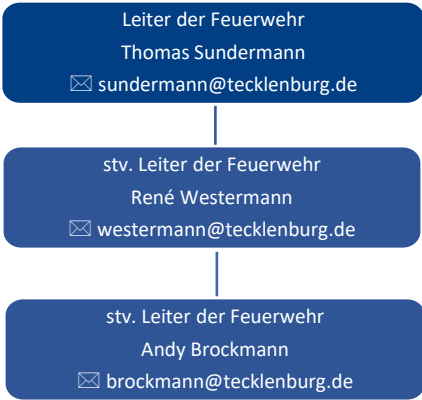 Leiter der Feuerwehr
Thomas Sundermann
✉ sundermann@tecklenburg.de
stv. Leiter der Feuerwehr
René Westermann
✉ westermann@tecklenburg.de
stv. Leiter der Feuerwehr
Andy Brockmann
✉ brockmann@tecklenburg.de